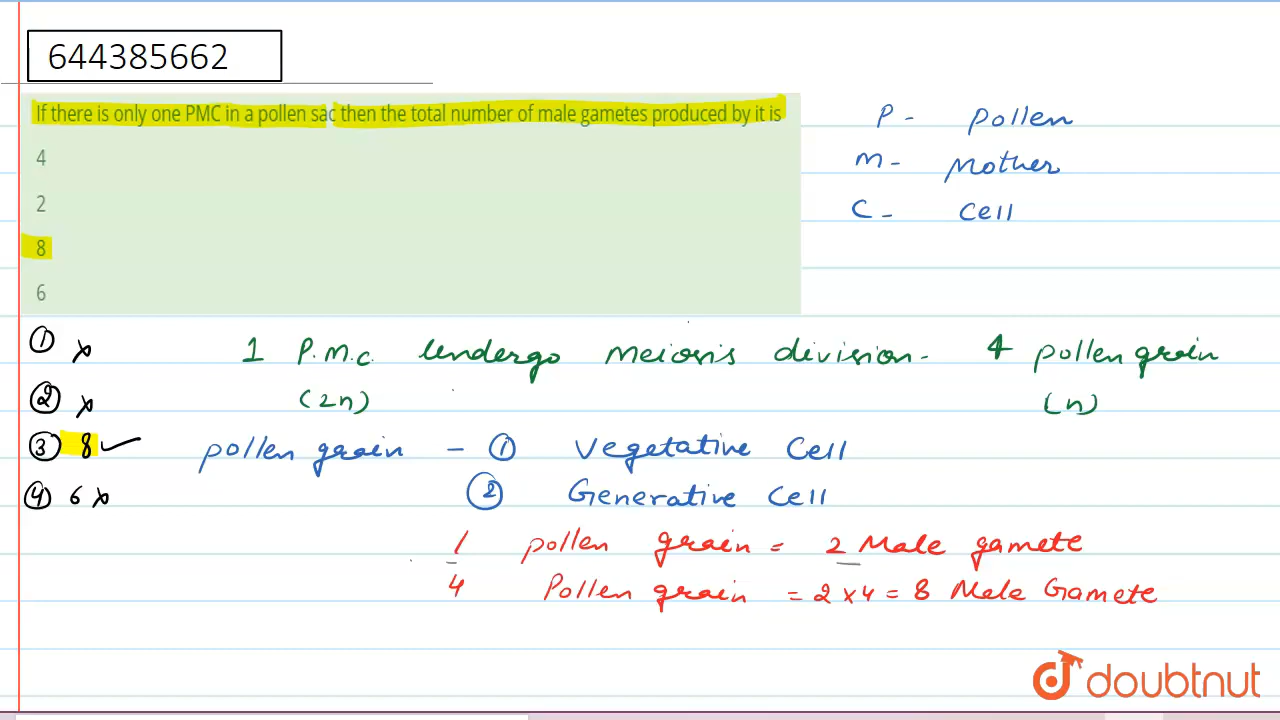 644385662
If there is only one PMC in a pollen sac then the total number of male gametes produced by it is
4
2
8
6
P - Pollen
M - Mother
C - Cell
① x
② x
③ 8 ✓
④ 6 x
1 P.M.C. undergo meiosis division - 4 pollen grain
(2n) (n)
pollen grain - ① Vegetative Cell
② Generative Cell
1 pollen grain = 2 Male gamete
4 Pollen grain = 2 x 4 = 8 Male Gamete
doubtnut